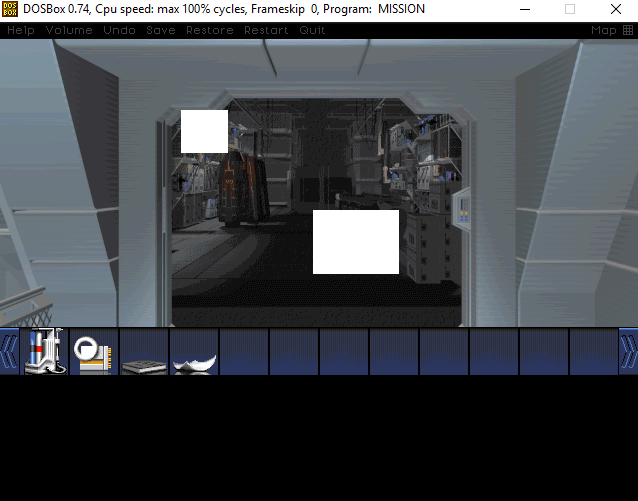 DOSBox 0.74, Cpu speed: max 100% cycles, Frameskip 0, Program: MISSION
Help Volume Undo Save Restore Restart Quit Map